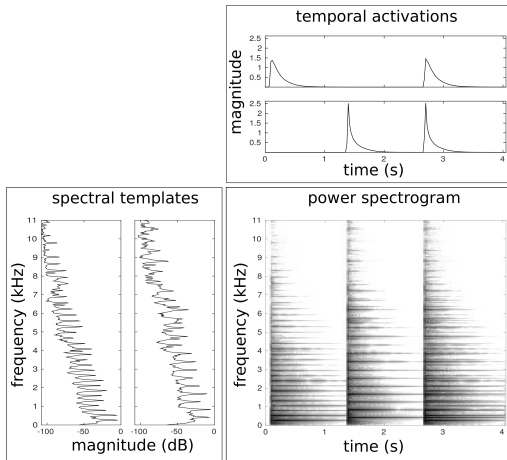 temporal activations
2.5
2
1.5
1
0.5
2.5
2
1.5
1
0.5
magnitude
0 1 2 3 4
time (s)
spectral templates
11
10
9
8
7
6
5
4
3
2
1
0
frequency (kHz)
-100 -50 0 -100 -50 0
magnitude (dB)
power spectrogram
11
10
9
8
7
6
5
4
3
2
1
0
frequency (kHz)
0 1 2 3 4
time (s)